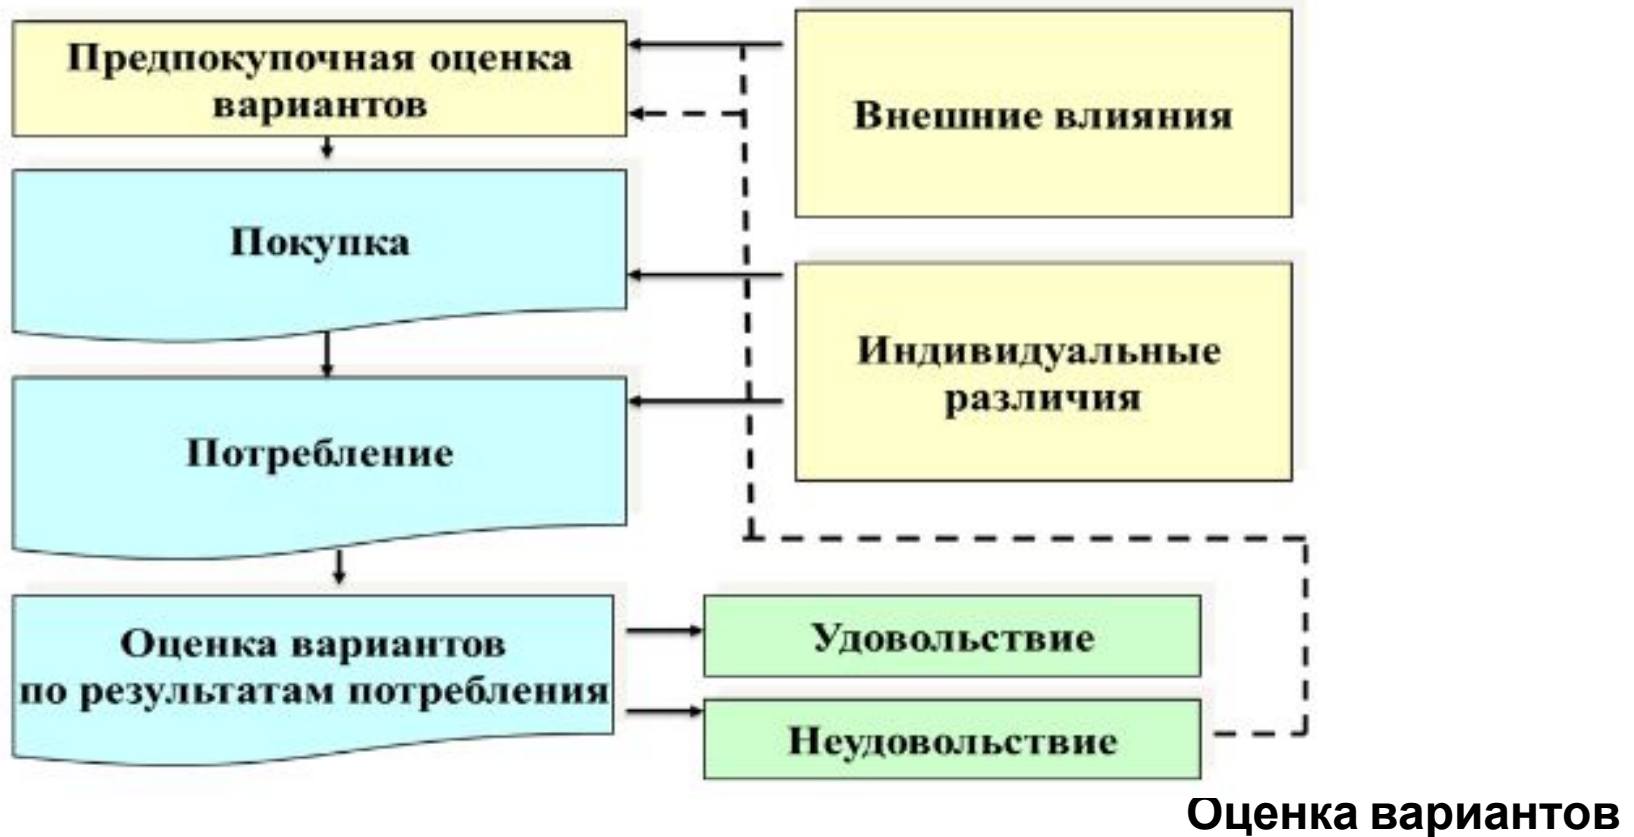 Предпокупочная оценка
вариантов
Внешние влияния
Покупка
Индивидуальные
различия
Потребление
Оценка вариантов
по результатам потребления
Удовольствие
Неудовольствие
Оценка вариантов